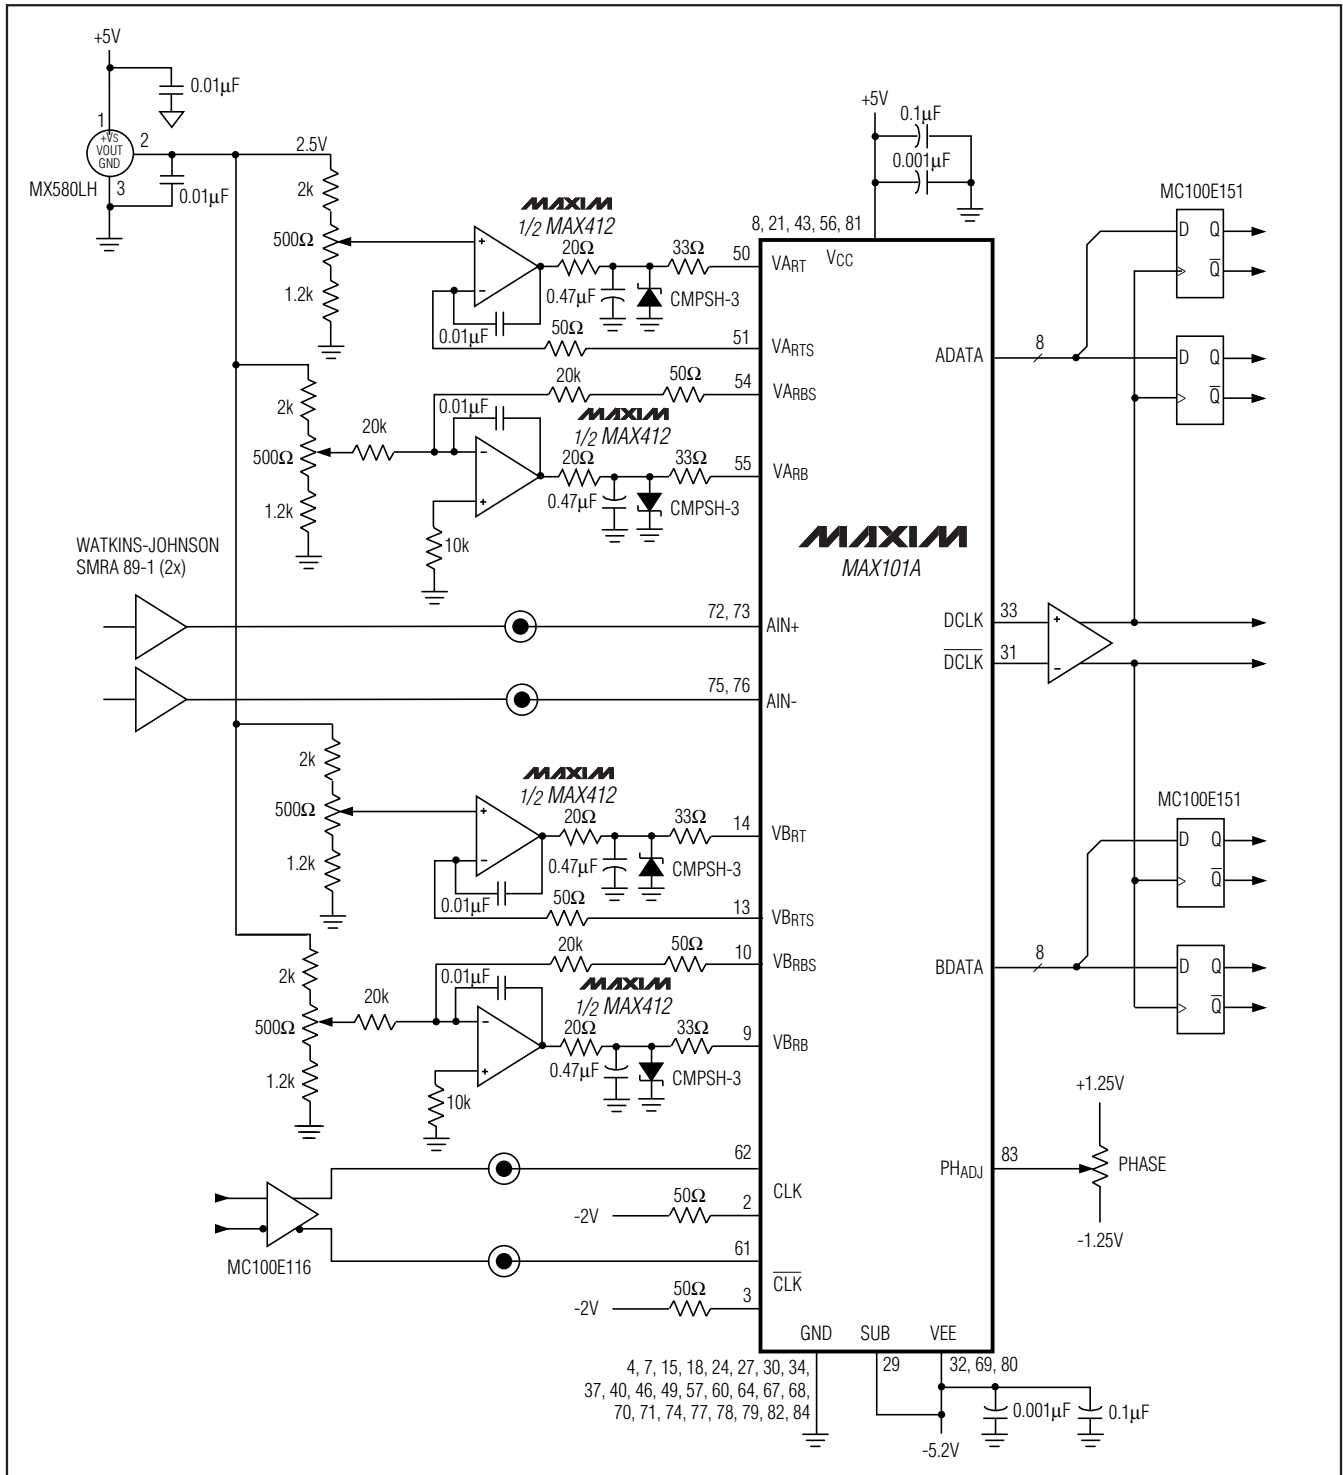 +5V
0.01µF
1
+VS
VOUT
GND
2
3
MX580LH
0.01µF
2.5V
2k
500Ω
1.2k
MAXIM
1/2 MAX412
+
-
20Ω
33Ω
50
VART
0.47µF
CMPSH-3
0.01µF
50Ω
51
VARTS
2k
500Ω
1.2k
20k
20k
50Ω
54
VARBS
0.01µF
MAXIM
1/2 MAX412
-
+
20Ω
33Ω
55
VARB
0.47µF
CMPSH-3
10k
WATKINS-JOHNSON
SMRA 89-1 (2x)
72, 73
AIN+
75, 76
AIN-
2k
500Ω
1.2k
MAXIM
1/2 MAX412
+
-
20Ω
33Ω
14
VBRT
0.47µF
CMPSH-3
0.01µF
50Ω
13
VBRTS
2k
500Ω
1.2k
20k
20k
50Ω
10
VBRBS
0.01µF
MAXIM
1/2 MAX412
-
+
20Ω
33Ω
9
VBRB
0.47µF
CMPSH-3
10k
MC100E116
62
CLK
-2V
50Ω
2
61
CLK
-2V
50Ω
3
+5V
0.1µF
0.001µF
8, 21, 43, 56, 81
VCC
MAXIM
MAX101A
ADATA
8
MC100E151
D Q
Q
D Q
Q
DCLK
33
DCLK
31
+
-
BDATA
8
MC100E151
D Q
Q
D Q
Q
PHADJ
83
+1.25V
PHASE
-1.25V
GND
SUB
VEE
4, 7, 15, 18, 24, 27, 30, 34,
37, 40, 46, 49, 57, 60, 64, 67, 68,
70, 71, 74, 77, 78, 79, 82, 84
29
32, 69, 80
0.001µF
0.1µF
-5.2V